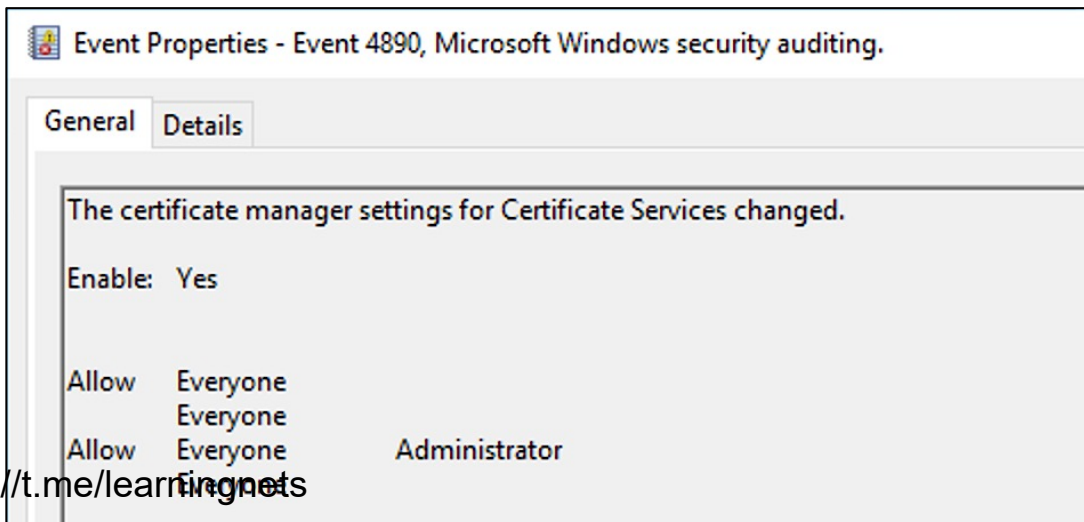 Event Properties - Event 4890, Microsoft Windows security auditing.
General Details
The certificate manager settings for Certificate Services changed.
Enable: Yes
Allow Everyone
Everyone
Allow Everyone Administrator
Everyone
//t.me/learningnets